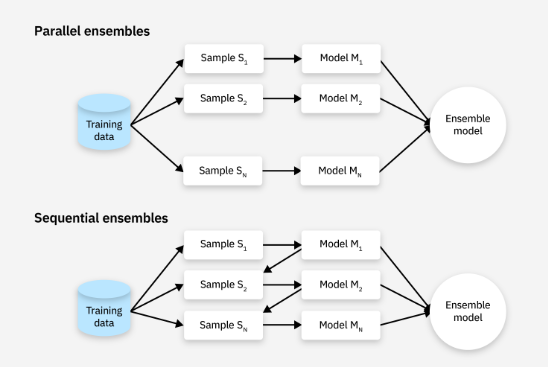 Parallel ensembles
Sample S₁
Model M₁
Sample S₂
Model M₂
Training
data
Ensemble
model
Sample Sₙ
Model Mₙ
Sequential ensembles
Sample S₁
Model M₁
Sample S₂
Model M₂
Training
data
Ensemble
model
Sample Sₙ
Model Mₙ